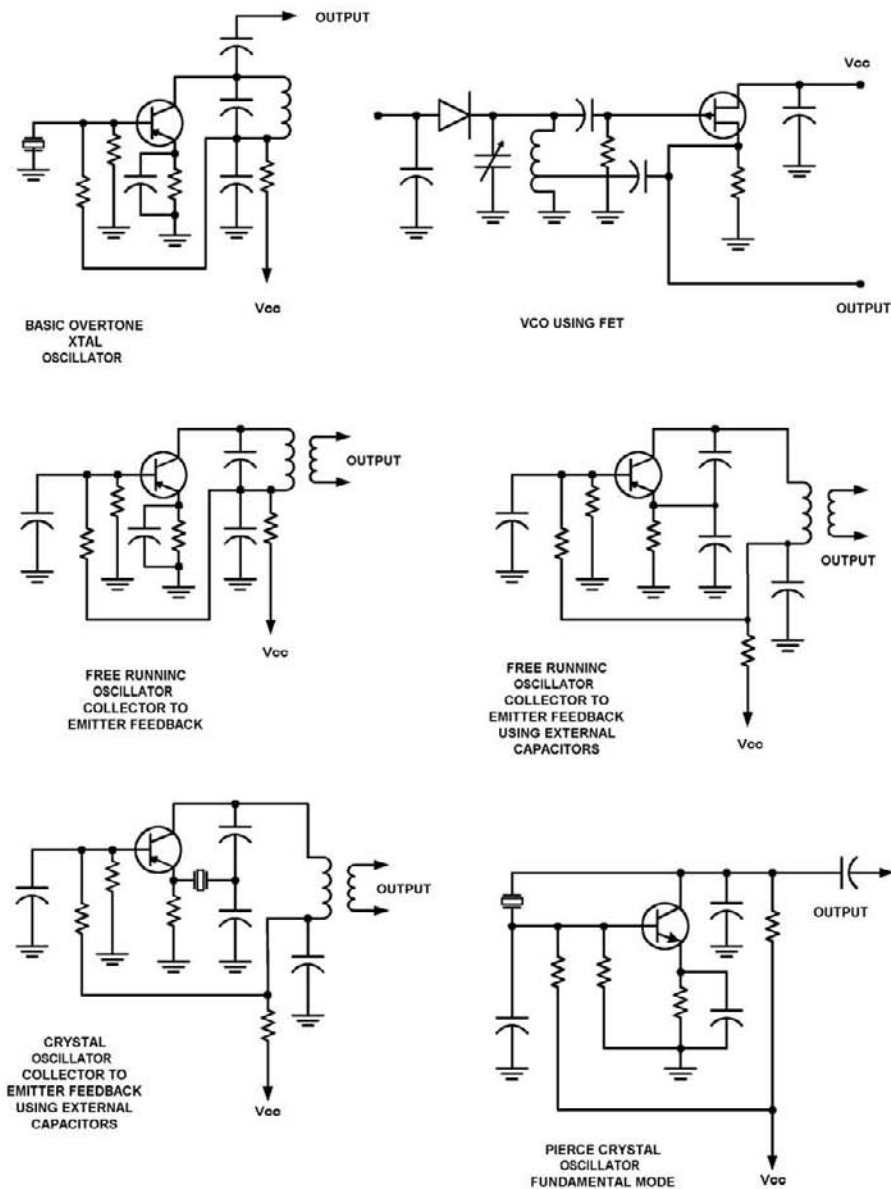 OUTPUT
Vcc
BASIC OVERTONE
XTAL
OSCILLATOR
Vcc
OUTPUT
VCO USING FET
OUTPUT
Vcc
FREE RUNNINC
OSCILLATOR
COLLECTOR TO
EMITTER FEEDBACK
OUTPUT
Vcc
FREE RUNNINC
OSCILLATOR
COLLECTOR TO
EMITTER FEEDBACK
USING EXTERNAL
CAPACITORS
OUTPUT
Vcc
CRYSTAL
OSCILLATOR
COLLECTOR TO
EMITTER FEEDBACK
USING EXTERNAL
CAPACITORS
OUTPUT
Vcc
PIERCE CRYSTAL
OSCILLATOR
FUNDAMENTAL MODE